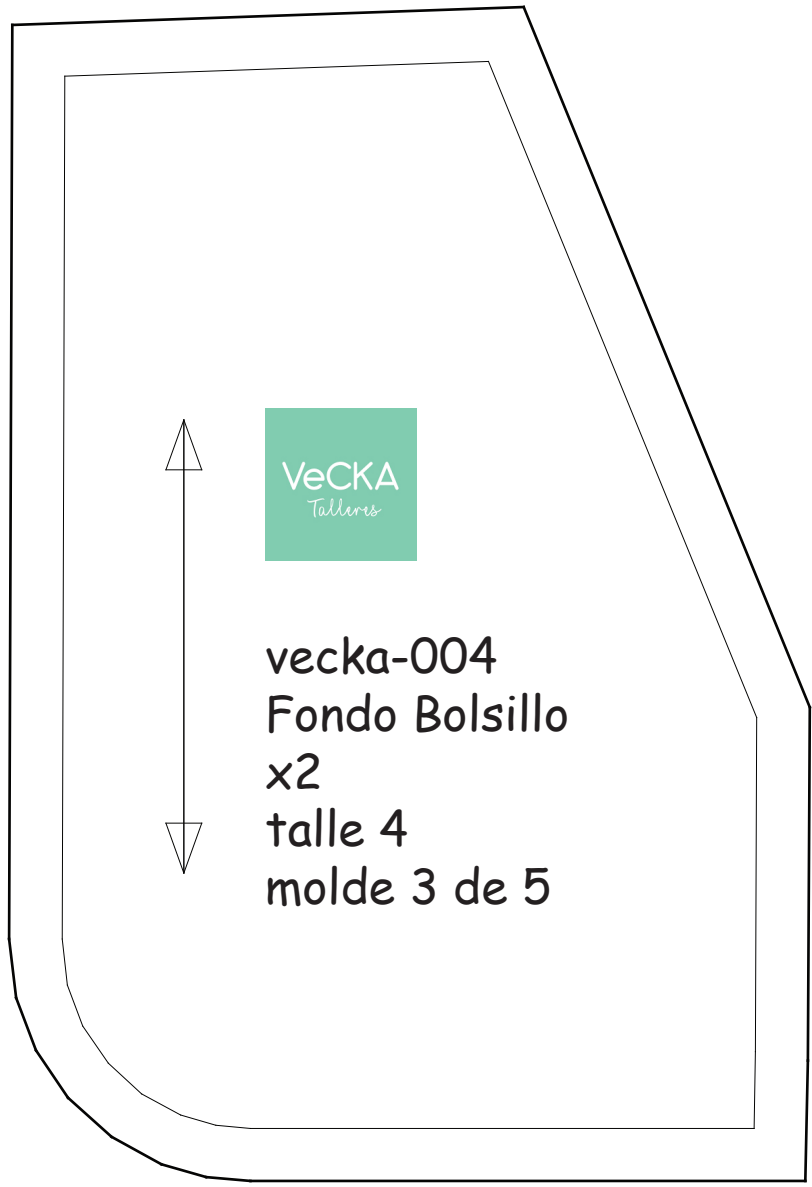 VeCKA
Talleres
vecka-004
Fondo Bolsillo
x2
talle 4
molde 3 de 5